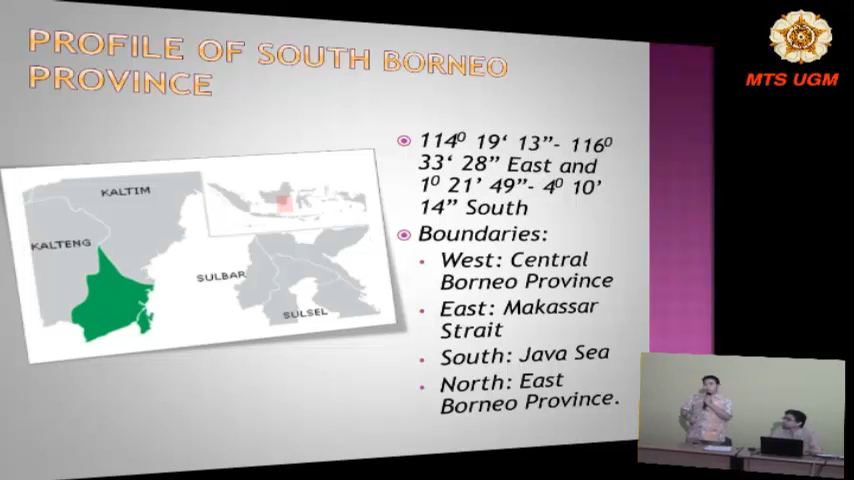 PROFILE OF SOUTH BORNEO
PROVINCE
MTS UGM
KALTIM
KALTENG
SULBAR
SULSEL
114⁰ 19‘ 13”- 116⁰
33‘ 28” East and
1⁰ 21’ 49”- 4⁰ 10’
14” South
Boundaries:
West: Central
Borneo Province
East: Makassar
Strait
South: Java Sea
North: East
Borneo Province.